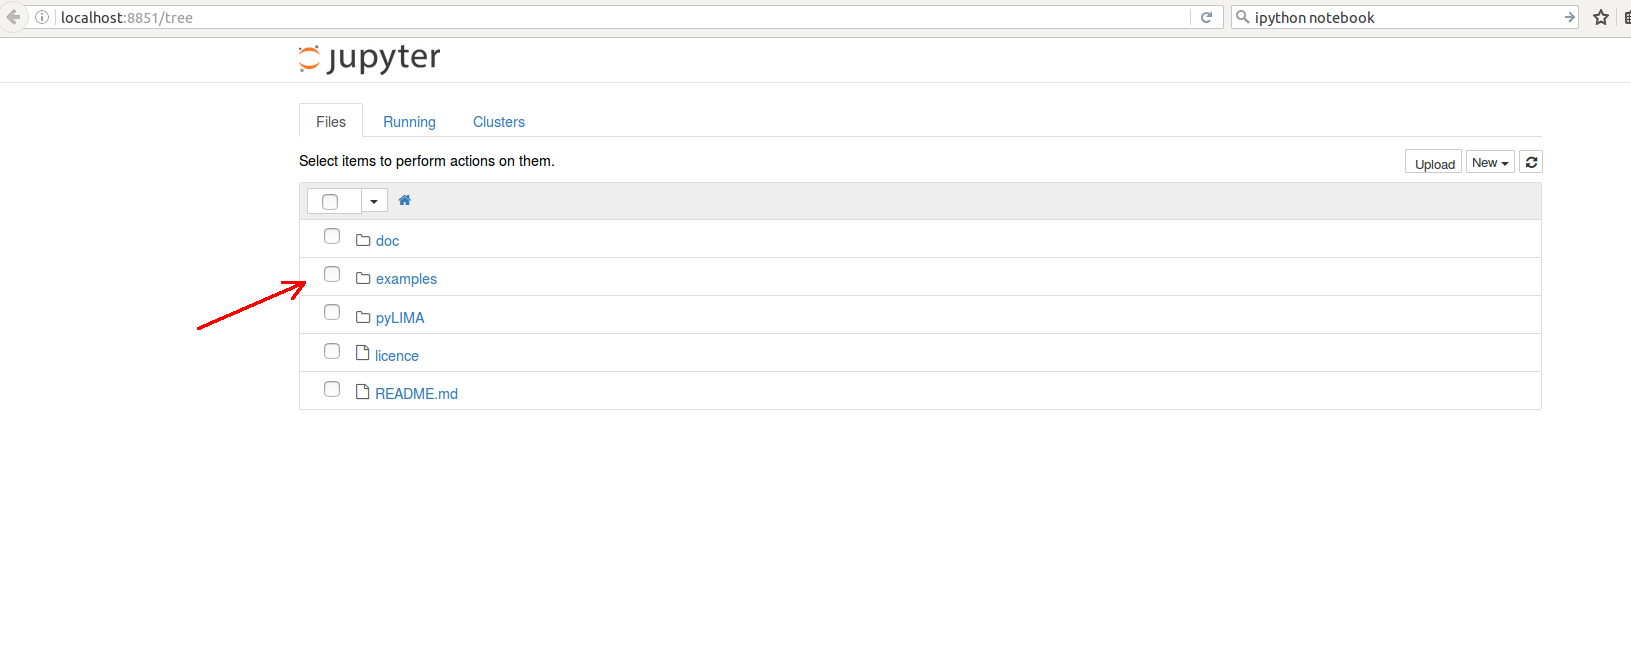 localhost:8851/tree ipython notebook
jupyter
Files Running Clusters
Select items to perform actions on them. Upload New
doc
examples
pyLIMA
licence
README.md